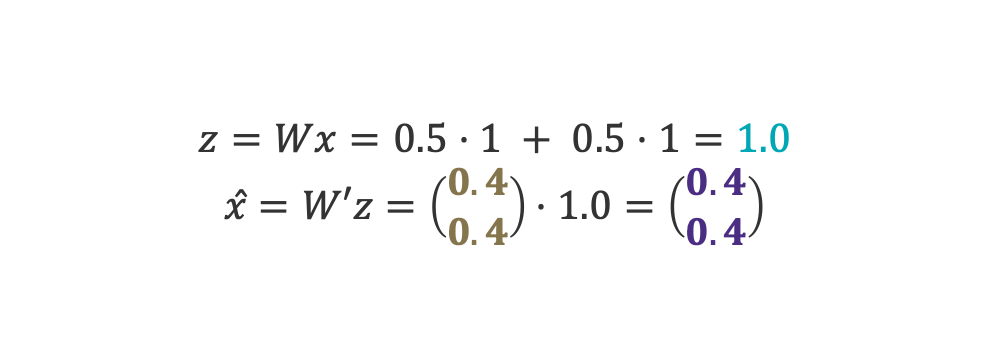 z = Wx = 0.5 · 1 + 0.5 · 1 = 1.0
x̂ = W′z = (0.4 0.4) · 1.0 = (0.4 0.4)